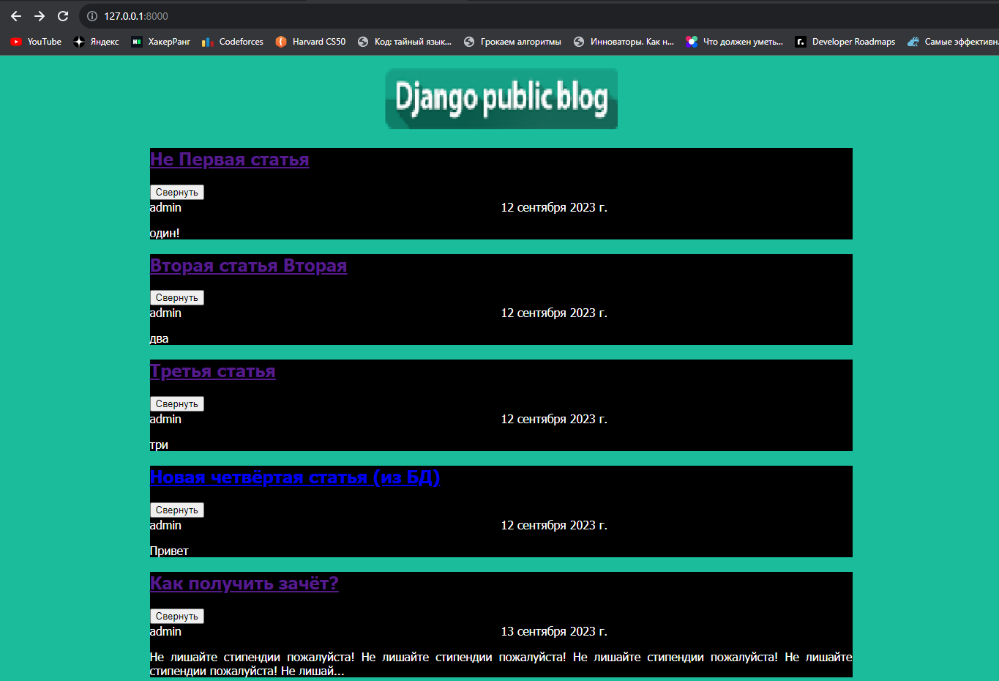 127.0.0.1:8000
YouTube Яндекс ХакерРанг Codeforces Harvard CS50 Код: тайный язык... Грокаем алгоритмы Инноваторы. Как н... Что должен уметь... Developer Roadmaps Самые эффективн.
Django public blog
Не Первая статья
Свернуть
admin 12 сентября 2023 г.
один!
Вторая статья Вторая
Свернуть
admin 12 сентября 2023 г.
два
Третья статья
Свернуть
admin 12 сентября 2023 г.
три
Новая четвёртая статья (из БД)
Свернуть
admin 12 сентября 2023 г.
Привет
Как получить зачёт?
Свернуть
admin 13 сентября 2023 г.
Не лишайте стипендии пожалуйста! Не лишайте стипендии пожалуйста! Не лишайте стипендии пожалуйста! Не лишайте
стипендии пожалуйста! Не лишай...